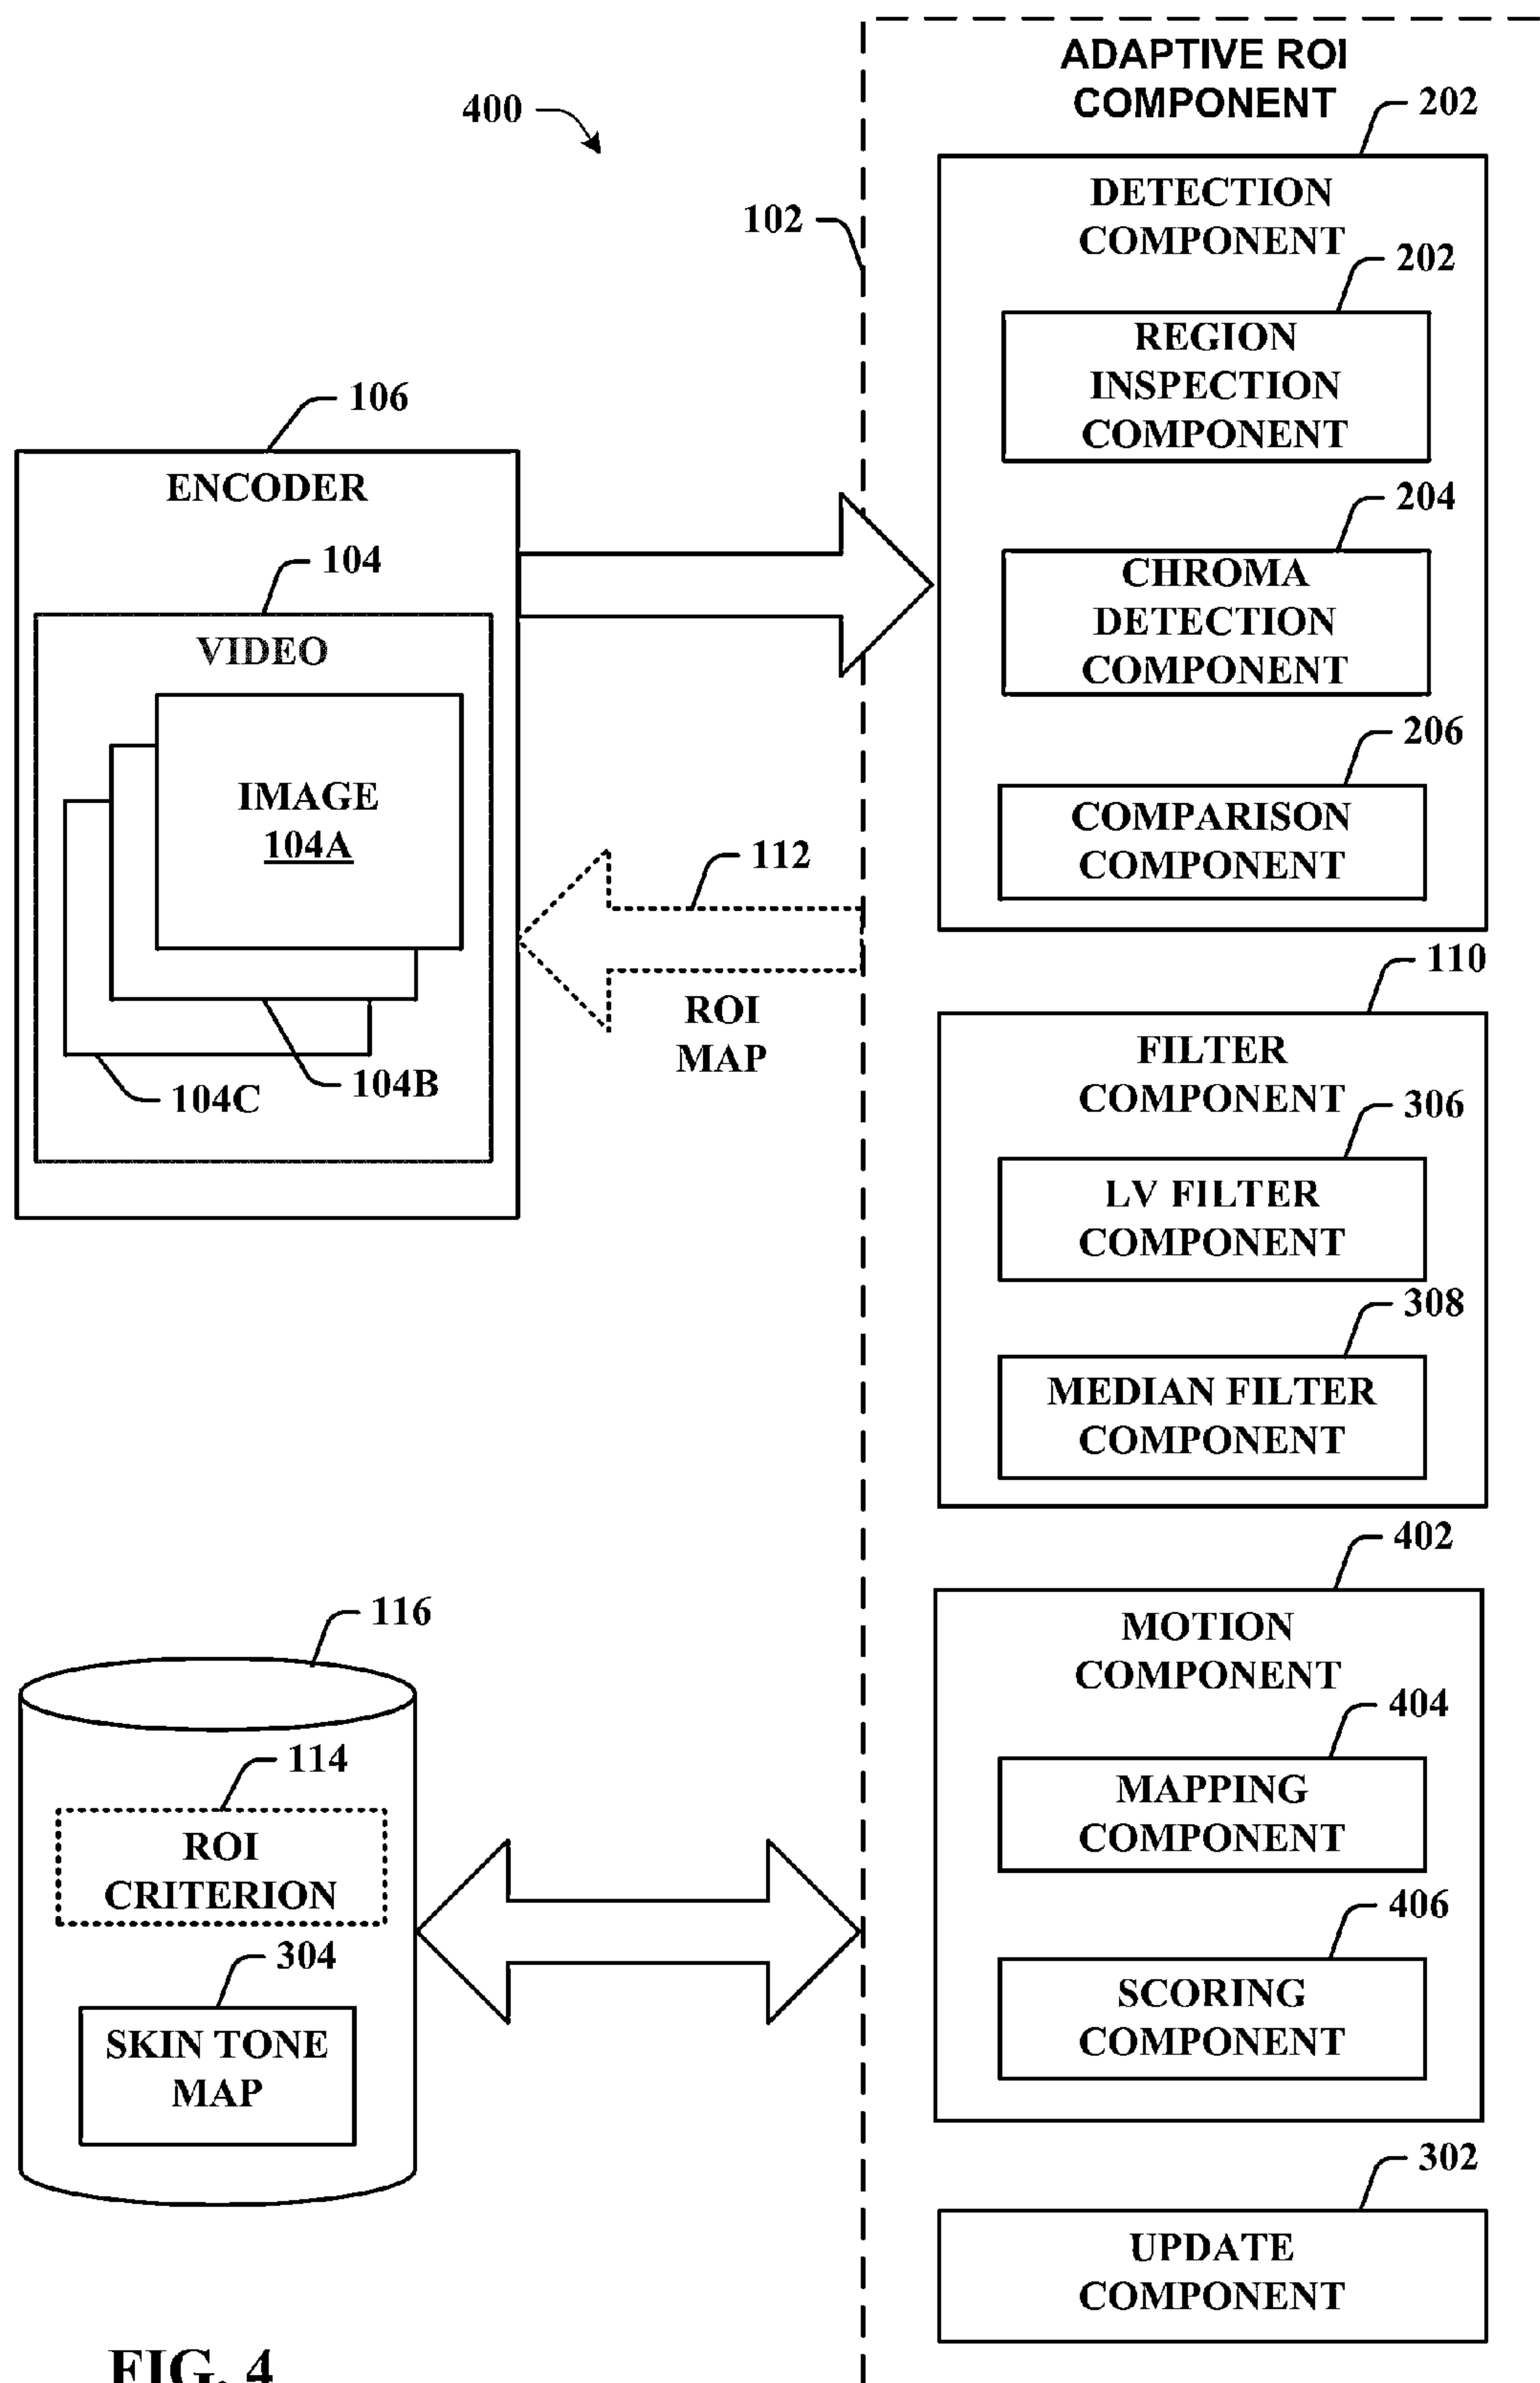 400
102
106
ENCODER
104
VIDEO
IMAGE
104A
104B
104C
112
ROI
MAP
116
114
ROI
CRITERION
304
SKIN TONE
MAP
ADAPTIVE ROI
COMPONENT
202
DETECTION
COMPONENT
202
REGION
INSPECTION
COMPONENT
204
CHROMA
DETECTION
COMPONENT
206
COMPARISON
COMPONENT
110
FILTER
COMPONENT
306
LV FILTER
COMPONENT
308
MEDIAN FILTER
COMPONENT
402
MOTION
COMPONENT
404
MAPPING
COMPONENT
406
SCORING
COMPONENT
302
UPDATE
COMPONENT
FIG. 4